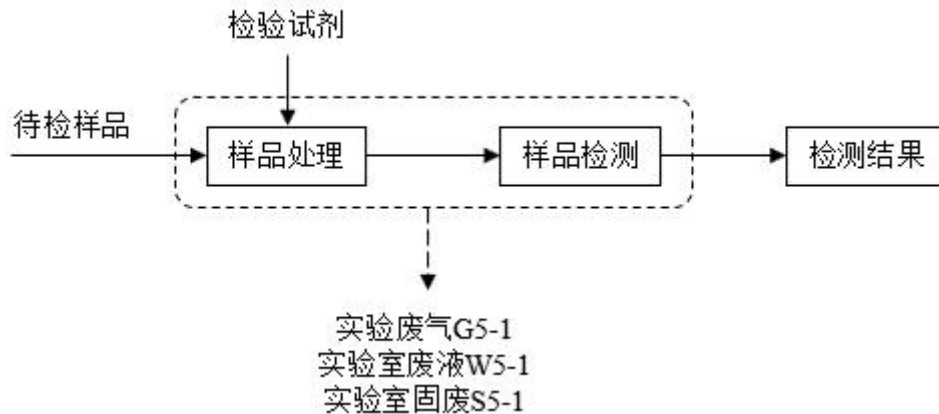 检验试剂
待检样品
样品处理
样品检测
检测结果
实验废气G5-1
实验室废液W5-1
实验室固废S5-1